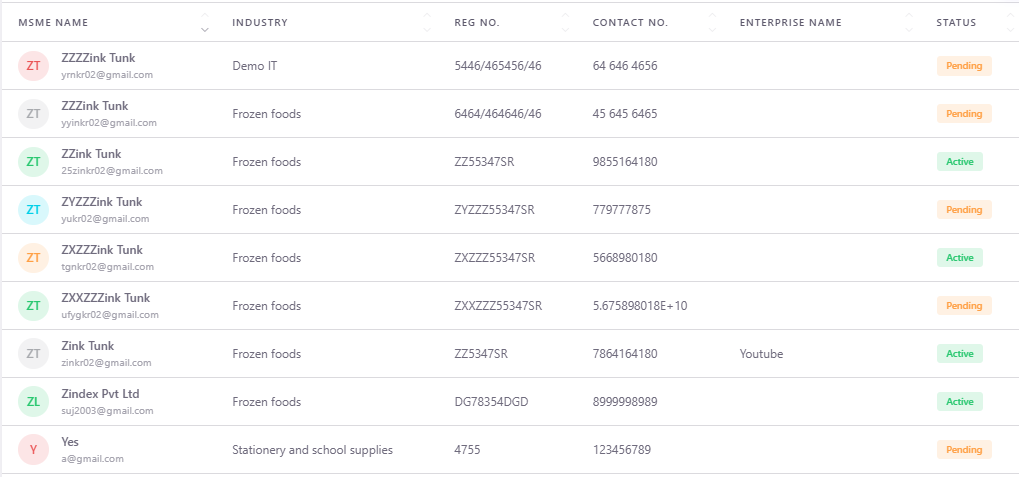 MSME NAME INDUSTRY REG NO. CONTACT NO. ENTERPRISE NAME STATUS
ZT ZZZZink Tunk Demo IT 5446/465456/46 64 646 4656 Pending
yrnkr02@gmail.com
ZT ZZZink Tunk Frozen foods 6464/464646/46 45 645 6465 Pending
yyinkr02@gmail.com
ZT ZZink Tunk Frozen foods ZZ55347SR 9855164180 Active
25zinkr02@gmail.com
ZT ZYZZZink Tunk Frozen foods ZYZZZ55347SR 779777875 Pending
yukr02@gmail.com
ZT ZXZZZink Tunk Frozen foods ZXZZZ55347SR 5668980180 Active
tgnkr02@gmail.com
ZT ZXXZZZink Tunk Frozen foods ZXXZZZ55347SR 5.675898018E+10 Pending
ufygkr02@gmail.com
ZT Zink Tunk Frozen foods ZZ5347SR 7864164180 Youtube Active
zinkr02@gmail.com
ZL Zindex Pvt Ltd Frozen foods DG78354DGD 8999998989 Active
suj2003@gmail.com
Y Yes Stationery and school supplies 4755 123456789 Pending
a@gmail.com